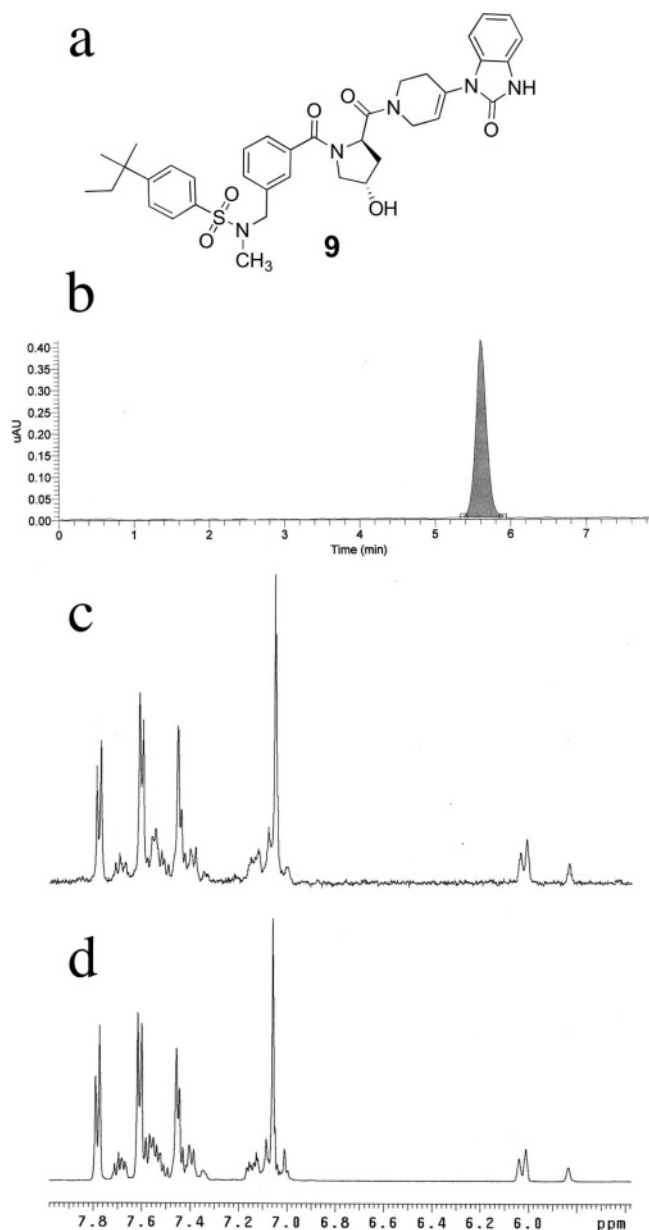 a
N
NH
O
O
O
N
N
OH
O
S
N
O
CH3
9
b
0.40
0.35
0.30
0.25
0.20
0.15
0.10
0.05
0.00
uAU
0 1 2 3 4 5 6 7
Time (min)
c
d
7.8 7.6 7.4 7.2 7.0 6.8 6.6 6.4 6.2 6.0 ppm